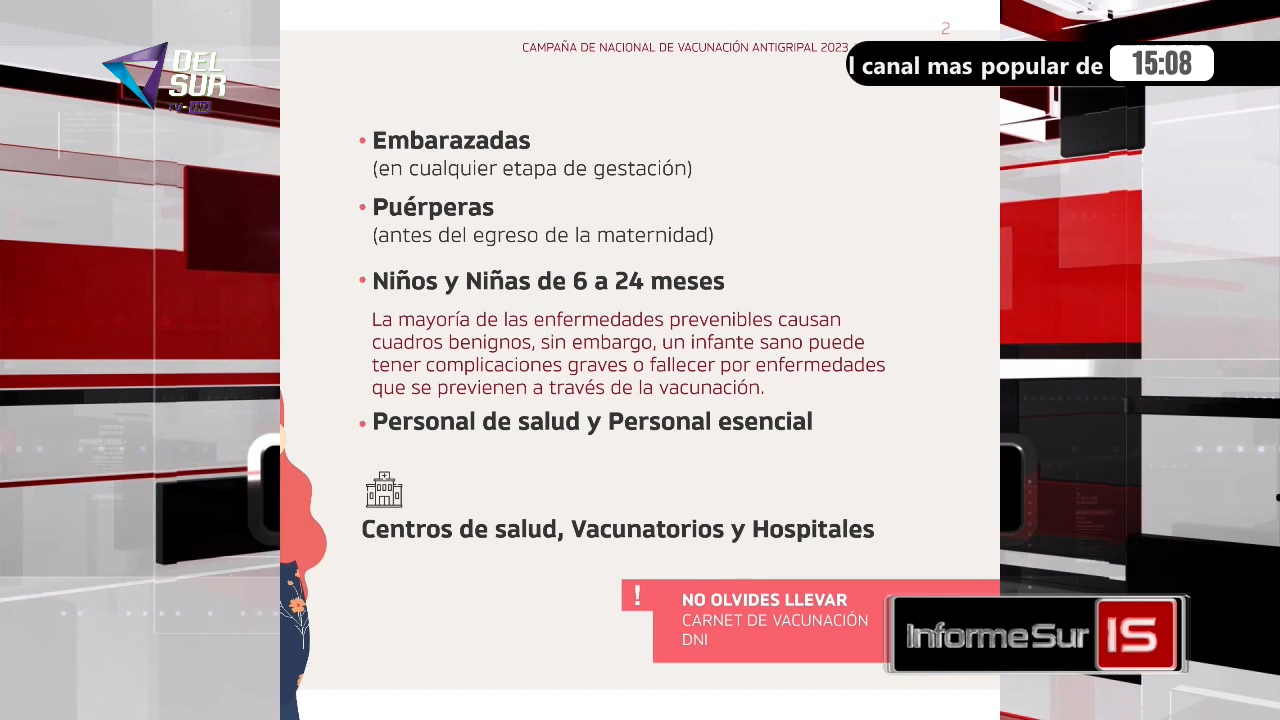 2
CAMPAÑA DE NACIONAL DE VACUNACIÓN ANTIGRIPAL 2023
l canal mas popular de
15:08
DEL
SUR
TV-HD
• Embarazadas
(en cualquier etapa de gestación)
• Puérperas
(antes del egreso de la maternidad)
• Niños y Niñas de 6 a 24 meses
La mayoría de las enfermedades prevenibles causan
cuadros benignos, sin embargo, un infante sano puede
tener complicaciones graves o fallecer por enfermedades
que se previenen a través de la vacunación.
• Personal de salud y Personal esencial
Centros de salud, Vacunatorios y Hospitales
!
NO OLVIDES LLEVAR
CARNET DE VACUNACIÓN
DNI
InformeSur IS